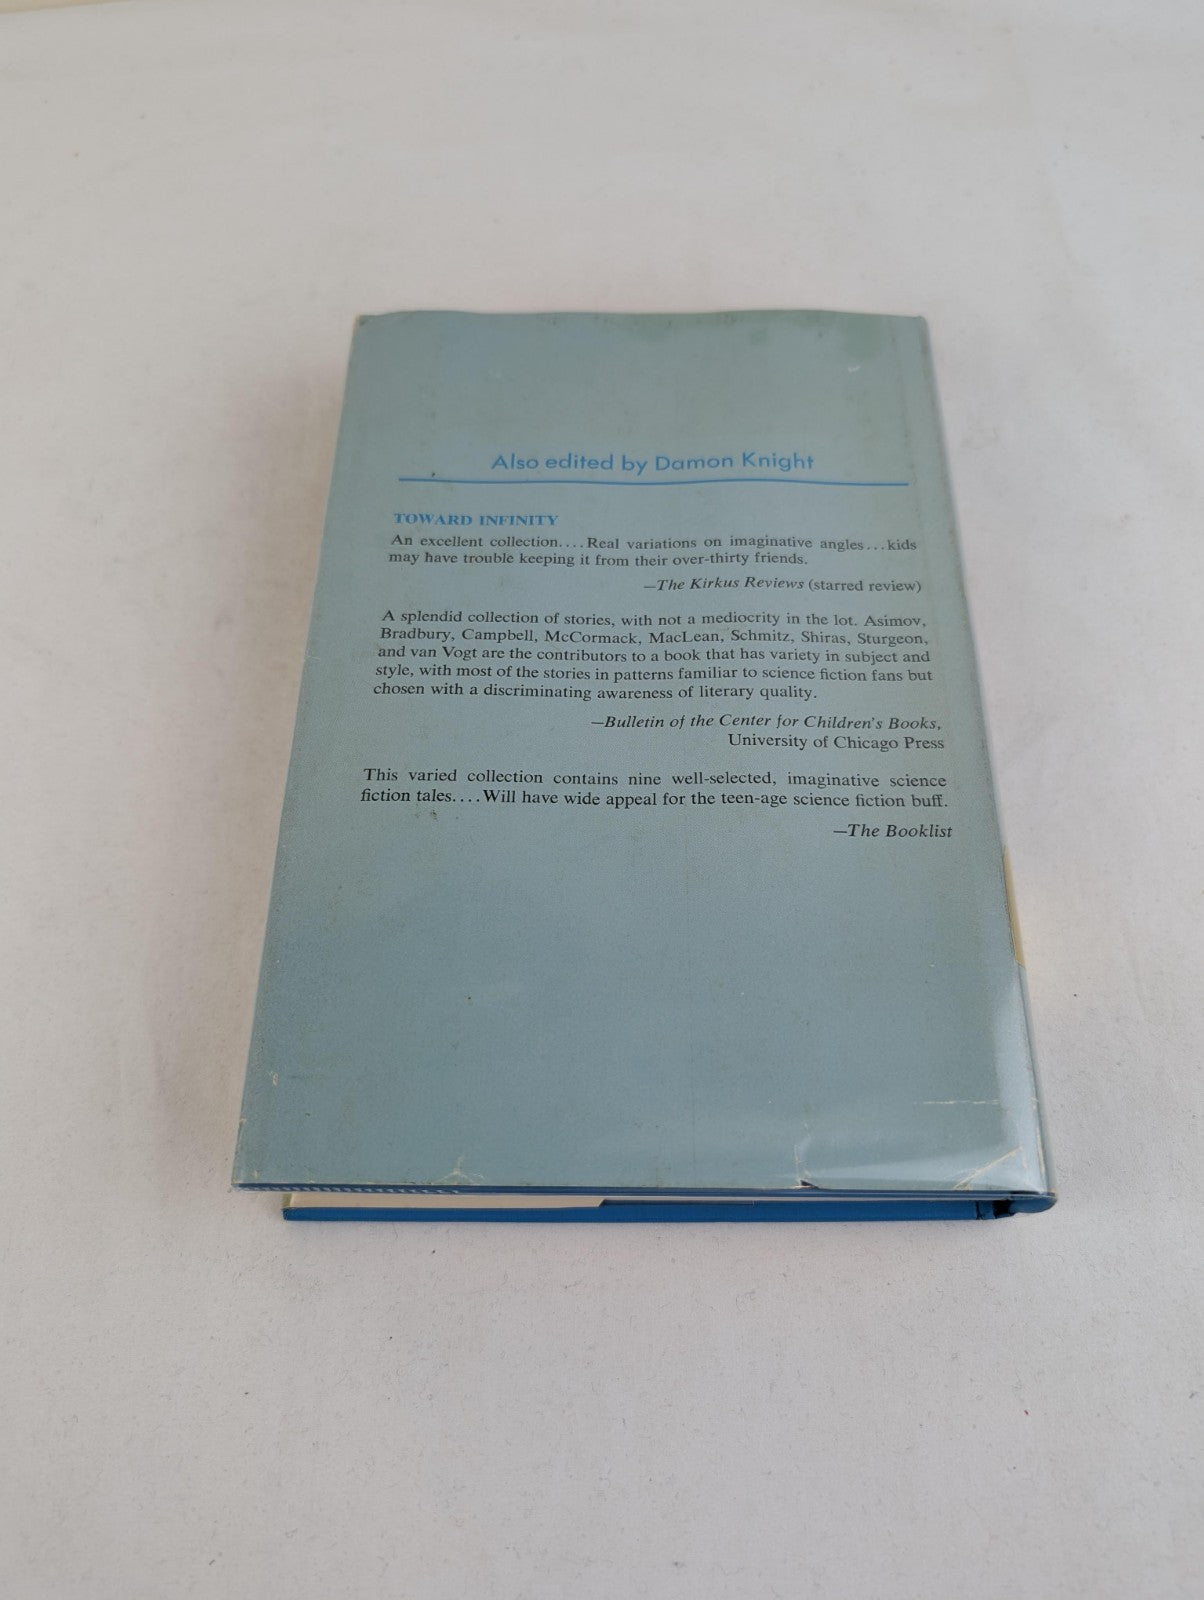 Also edited by Damon Knight
TOWARD INFINITY
An excellent collection....Real variations on imaginative angles...kids
may have trouble keeping it from their over-thirty friends.
—The Kirkus Reviews (starred review)
A splendid collection of stories, with not a mediocrity in the lot. Asimov,
Bradbury, Campbell, McCormack, MacLean, Schmitz, Shiras, Sturgeon,
and van Vogt are the contributors to a book that has variety in subject and
style, with most of the stories in patterns familiar to science fiction fans but
chosen with a discriminating awareness of literary quality.
—Bulletin of the Center for Children's Books,
University of Chicago Press
This varied collection contains nine well-selected, imaginative science
fiction tales....Will have wide appeal for the teen-age science fiction buff.
—The Booklist